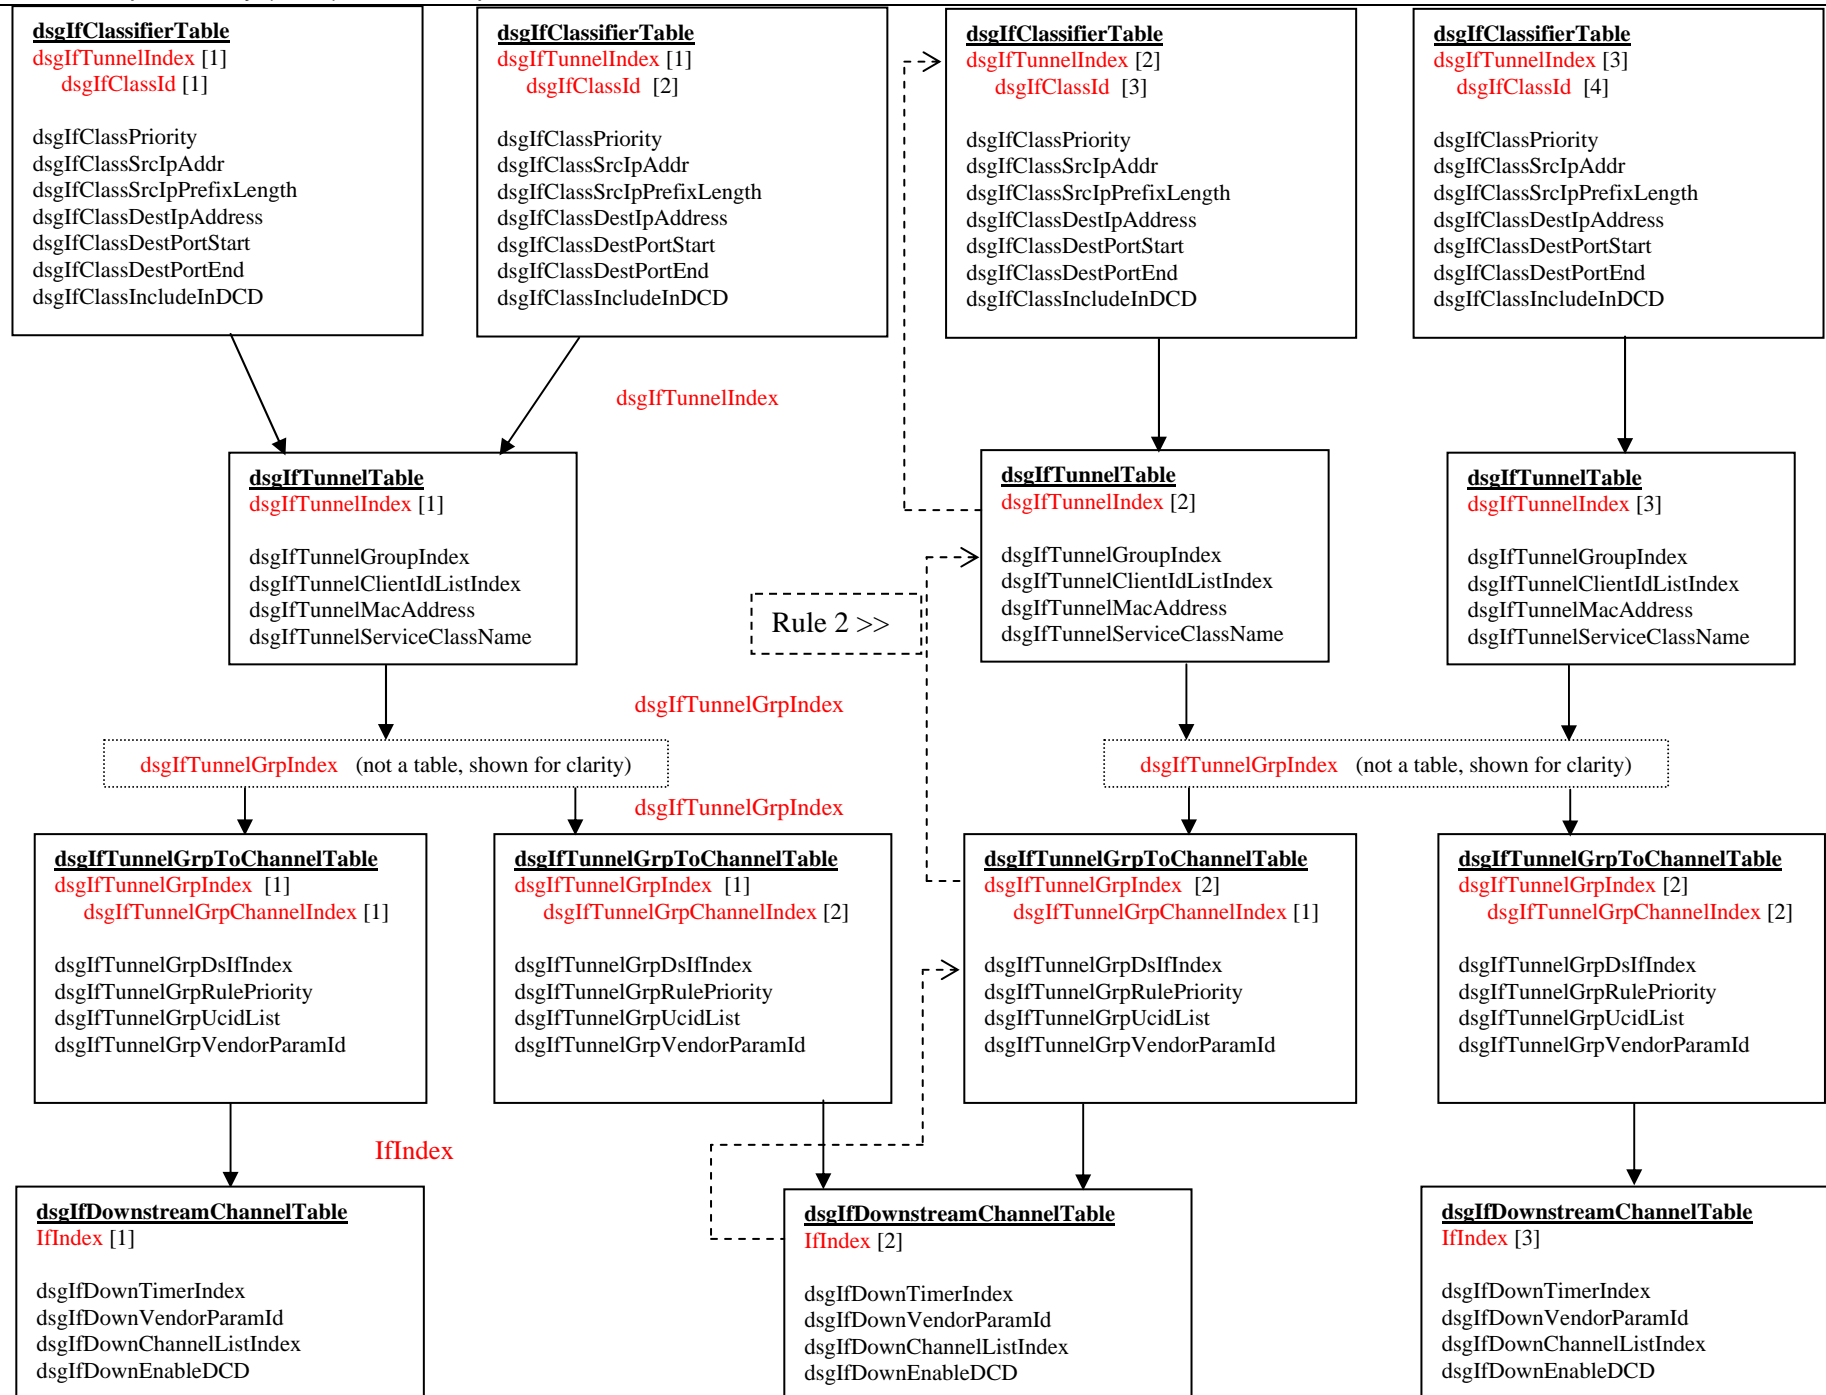 dsgIfClassifierTable
dsgIfTunnelIndex [1]
dsgIfClassId [1]
dsgIfClassPriority
dsgIfClassSrcIpAddr
dsgIfClassSrcIpPrefixLength
dsgIfClassDestIpAddress
dsgIfClassDestPortStart
dsgIfClassDestPortEnd
dsgIfClassIncludeInDCD
dsgIfClassifierTable
dsgIfTunnelIndex [1]
dsgIfClassId [2]
dsgIfClassPriority
dsgIfClassSrcIpAddr
dsgIfClassSrcIpPrefixLength
dsgIfClassDestIpAddress
dsgIfClassDestPortStart
dsgIfClassDestPortEnd
dsgIfClassIncludeInDCD
dsgIfClassifierTable
dsgIfTunnelIndex [2]
dsgIfClassId [3]
dsgIfClassPriority
dsgIfClassSrcIpAddr
dsgIfClassSrcIpPrefixLength
dsgIfClassDestIpAddress
dsgIfClassDestPortStart
dsgIfClassDestPortEnd
dsgIfClassIncludeInDCD
dsgIfClassifierTable
dsgIfTunnelIndex [3]
dsgIfClassId [4]
dsgIfClassPriority
dsgIfClassSrcIpAddr
dsgIfClassSrcIpPrefixLength
dsgIfClassDestIpAddress
dsgIfClassDestPortStart
dsgIfClassDestPortEnd
dsgIfClassIncludeInDCD
dsgIfTunnelIndex
dsgIfTunnelTable
dsgIfTunnelIndex [1]
dsgIfTunnelGroupIndex
dsgIfTunnelClientIdListIndex
dsgIfTunnelMacAddress
dsgIfTunnelServiceClassName
Rule 2 >>
dsgIfTunnelTable
dsgIfTunnelIndex [2]
dsgIfTunnelGroupIndex
dsgIfTunnelClientIdListIndex
dsgIfTunnelMacAddress
dsgIfTunnelServiceClassName
dsgIfTunnelTable
dsgIfTunnelIndex [3]
dsgIfTunnelGroupIndex
dsgIfTunnelClientIdListIndex
dsgIfTunnelMacAddress
dsgIfTunnelServiceClassName
dsgIfTunnelGrpIndex
dsgIfTunnelGrpIndex (not a table, shown for clarity)
dsgIfTunnelGrpIndex (not a table, shown for clarity)
dsgIfTunnelGrpIndex
dsgIfTunnelGrpToChannelTable
dsgIfTunnelGrpIndex [1]
dsgIfTunnelGrpChannelIndex [1]
dsgIfTunnelGrpDsIfIndex
dsgIfTunnelGrpRulePriority
dsgIfTunnelGrpUcidList
dsgIfTunnelGrpVendorParamId
dsgIfTunnelGrpToChannelTable
dsgIfTunnelGrpIndex [1]
dsgIfTunnelGrpChannelIndex [2]
dsgIfTunnelGrpDsIfIndex
dsgIfTunnelGrpRulePriority
dsgIfTunnelGrpUcidList
dsgIfTunnelGrpVendorParamId
dsgIfTunnelGrpToChannelTable
dsgIfTunnelGrpIndex [2]
dsgIfTunnelGrpChannelIndex [1]
dsgIfTunnelGrpDsIfIndex
dsgIfTunnelGrpRulePriority
dsgIfTunnelGrpUcidList
dsgIfTunnelGrpVendorParamId
dsgIfTunnelGrpToChannelTable
dsgIfTunnelGrpIndex [2]
dsgIfTunnelGrpChannelIndex [2]
dsgIfTunnelGrpDsIfIndex
dsgIfTunnelGrpRulePriority
dsgIfTunnelGrpUcidList
dsgIfTunnelGrpVendorParamId
IfIndex
dsgIfDownstreamChannelTable
IfIndex [1]
dsgIfDownTimerIndex
dsgIfDownVendorParamId
dsgIfDownChannelListIndex
dsgIfDownEnableDCD
dsgIfDownstreamChannelTable
IfIndex [2]
dsgIfDownTimerIndex
dsgIfDownVendorParamId
dsgIfDownChannelListIndex
dsgIfDownEnableDCD
dsgIfDownstreamChannelTable
IfIndex [3]
dsgIfDownTimerIndex
dsgIfDownVendorParamId
dsgIfDownChannelListIndex
dsgIfDownEnableDCD